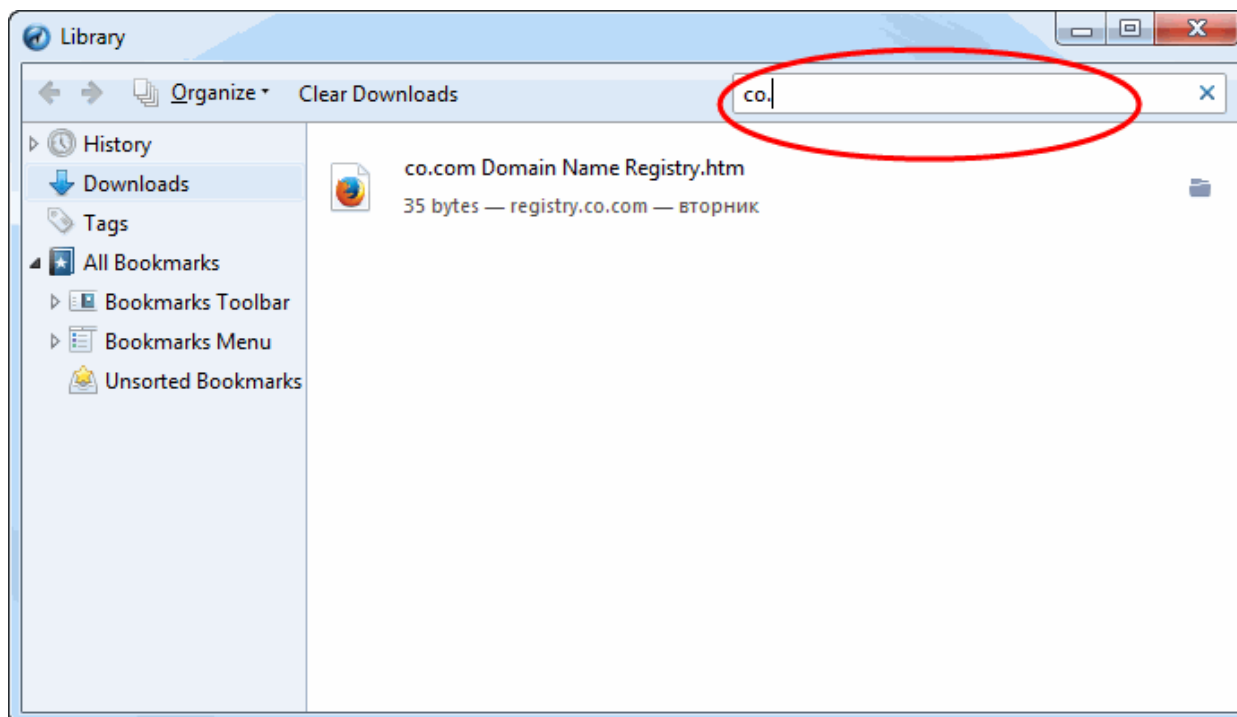 Library
Organize
Clear Downloads
co.
History
Downloads
Tags
All Bookmarks
Bookmarks Toolbar
Bookmarks Menu
Unsorted Bookmarks
co.com Domain Name Registry.htm
35 bytes — registry.co.com — вторник